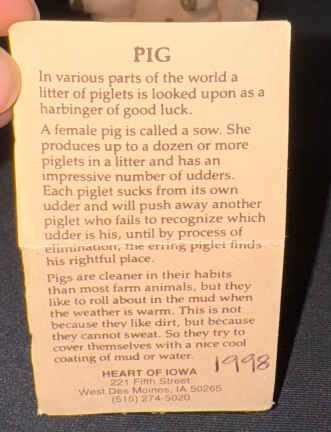 PIG
In various parts of the world a
litter of piglets is looked upon as a
harbinger of good luck.
A female pig is called a sow. She
produces up to a dozen or more
piglets in a litter and has an
impressive number of udders.
Each piglet sucks from its own
udder and will push away another
piglet who fails to recognize which
udder is his, until by process of
elimination, the erring piglet finds
his rightful place.
Pigs are cleaner in their habits
than most farm animals, but they
like to roll about in the mud when
the weather is warm. This is not
because they like dirt, but because
they cannot sweat. So they try to
cover themselves with a nice cool
coating of mud or water.
1998
HEART OF IOWA
221 Fifth Street
West Des Moines, IA 50265
(515) 274-5020